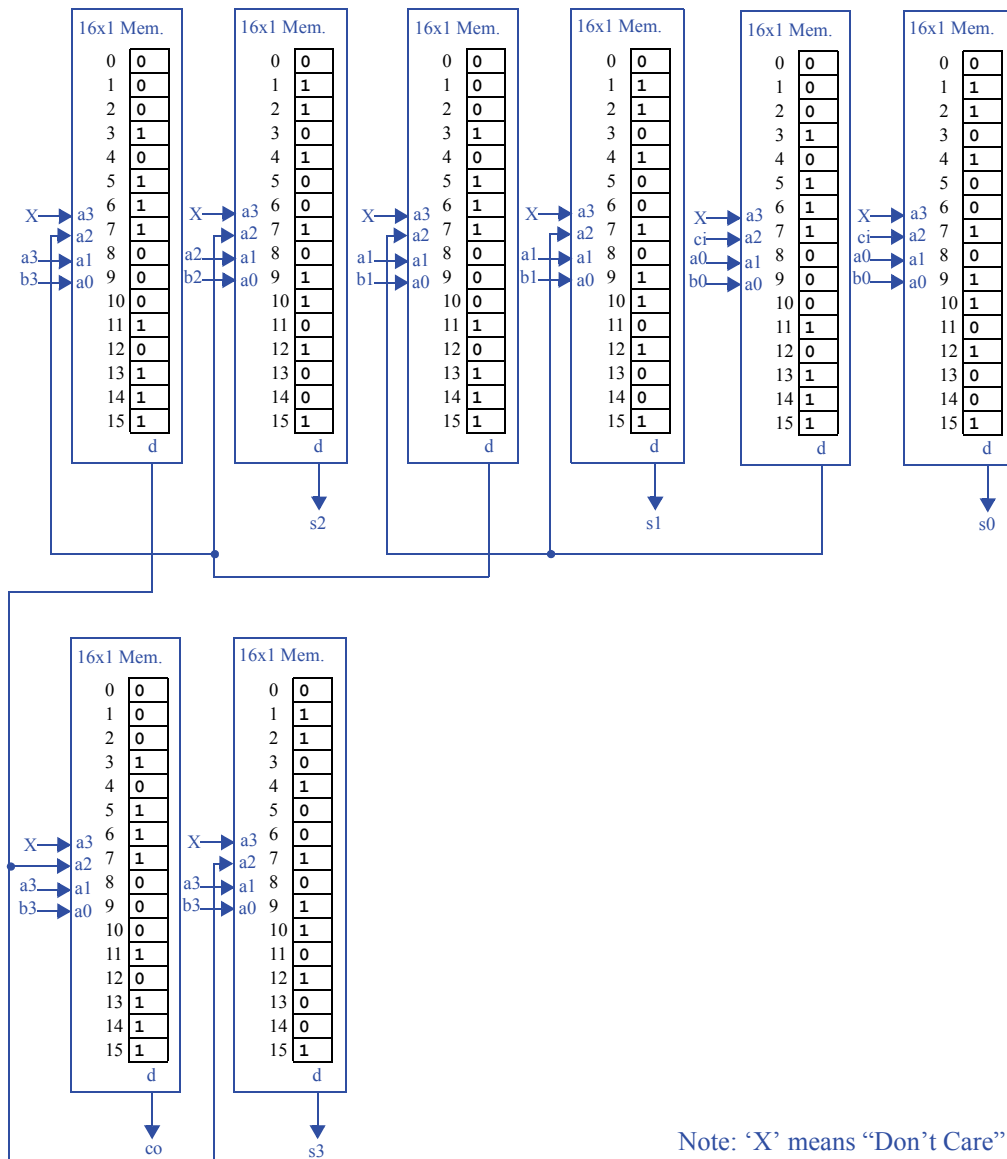 16x1 Mem.
0 0
1 0
2 0
3 1
4 0
5 1
6 1
7 1
8 0
9 0
10 0
11 1
12 0
13 1
14 1
15 1
X a3
a2
a3 a1
b3 a0
d
16x1 Mem.
0 0
1 1
2 1
3 0
4 1
5 0
6 0
7 1
8 0
9 1
10 1
11 0
12 1
13 0
14 0
15 1
X a3
a2
a2 a1
b2 a0
d
s2
16x1 Mem.
0 0
1 0
2 0
3 1
4 0
5 1
6 1
7 1
8 0
9 0
10 0
11 1
12 0
13 1
14 1
15 1
X a3
a2
a1 a1
b1 a0
d
16x1 Mem.
0 0
1 1
2 1
3 0
4 1
5 0
6 0
7 1
8 0
9 1
10 1
11 0
12 1
13 0
14 0
15 1
X a3
a2
a1 a1
b1 a0
d
s1
16x1 Mem.
0 0
1 0
2 0
3 1
4 0
5 1
6 1
7 1
8 0
9 0
10 0
11 1
12 0
13 1
14 1
15 1
X a3
ci a2
a0 a1
b0 a0
d
16x1 Mem.
0 0
1 1
2 1
3 0
4 1
5 0
6 0
7 1
8 0
9 1
10 1
11 0
12 1
13 0
14 0
15 1
X a3
ci a2
a0 a1
b0 a0
d
s0
16x1 Mem.
0 0
1 0
2 0
3 1
4 0
5 1
6 1
7 1
8 0
9 0
10 0
11 1
12 0
13 1
14 1
15 1
X a3
a2
a3 a1
b3 a0
d
co
16x1 Mem.
0 0
1 1
2 1
3 0
4 1
5 0
6 0
7 1
8 0
9 1
10 1
11 0
12 1
13 0
14 0
15 1
X a3
a2
a3 a1
b3 a0
d
s3
Note: ‘X’ means “Don’t Care”